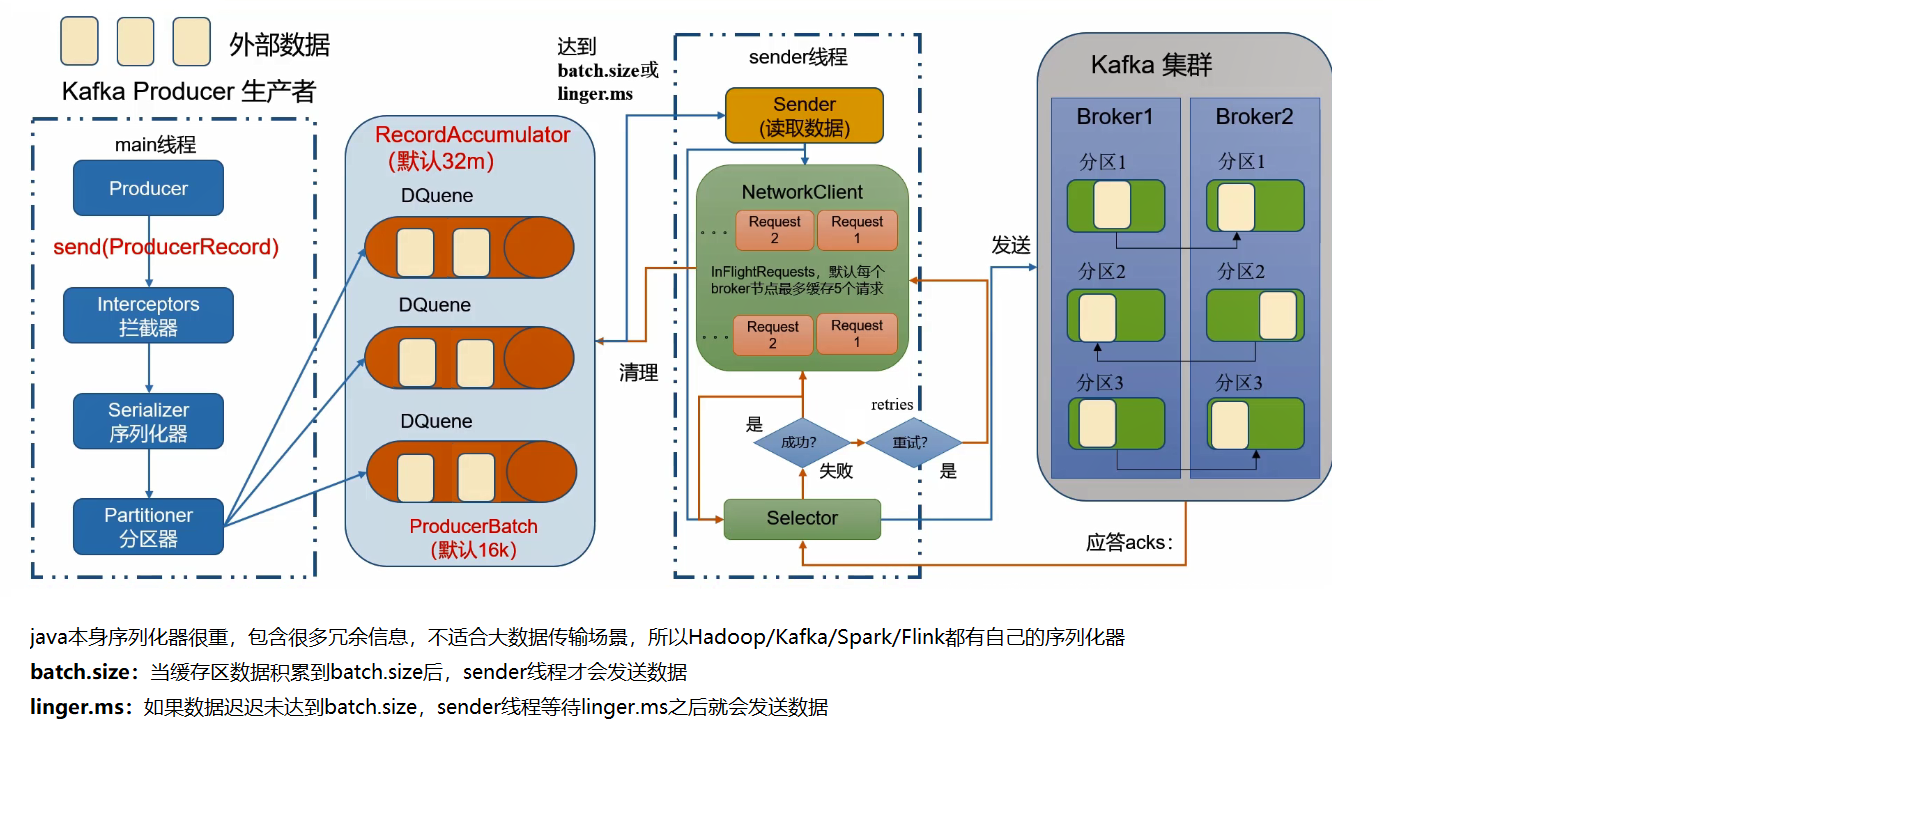 外部数据
Kafka Producer 生产者
main线程
Producer
send(ProducerRecord)
Interceptors
拦截器
Serializer
序列化器
Partitioner
分区器
RecordAccumulator
(默认32m)
DQuene
DQuene
DQuene
ProducerBatch
(默认16k)
达到
batch.size或
linger.ms
清理
sender线程
Sender
(读取数据)
NetworkClient
Request
2
Request
1
...
InFlightRequests，默认每个
broker节点最多缓存5个请求
...
Request
2
Request
1
retries
是
成功?
重试?
失败
是
Selector
发送
应答acks：
Kafka 集群
Broker1
Broker2
分区1
分区1
分区2
分区2
分区3
分区3
java本身序列化器很重，包含很多冗余信息，不适合大数据传输场景，所以Hadoop/Kafka/Spark/Flink都有自己的序列化器
batch.size：当缓存区数据积累到batch.size后，sender线程才会发送数据
linger.ms：如果数据迟迟未达到batch.size，sender线程等待linger.ms之后就会发送数据